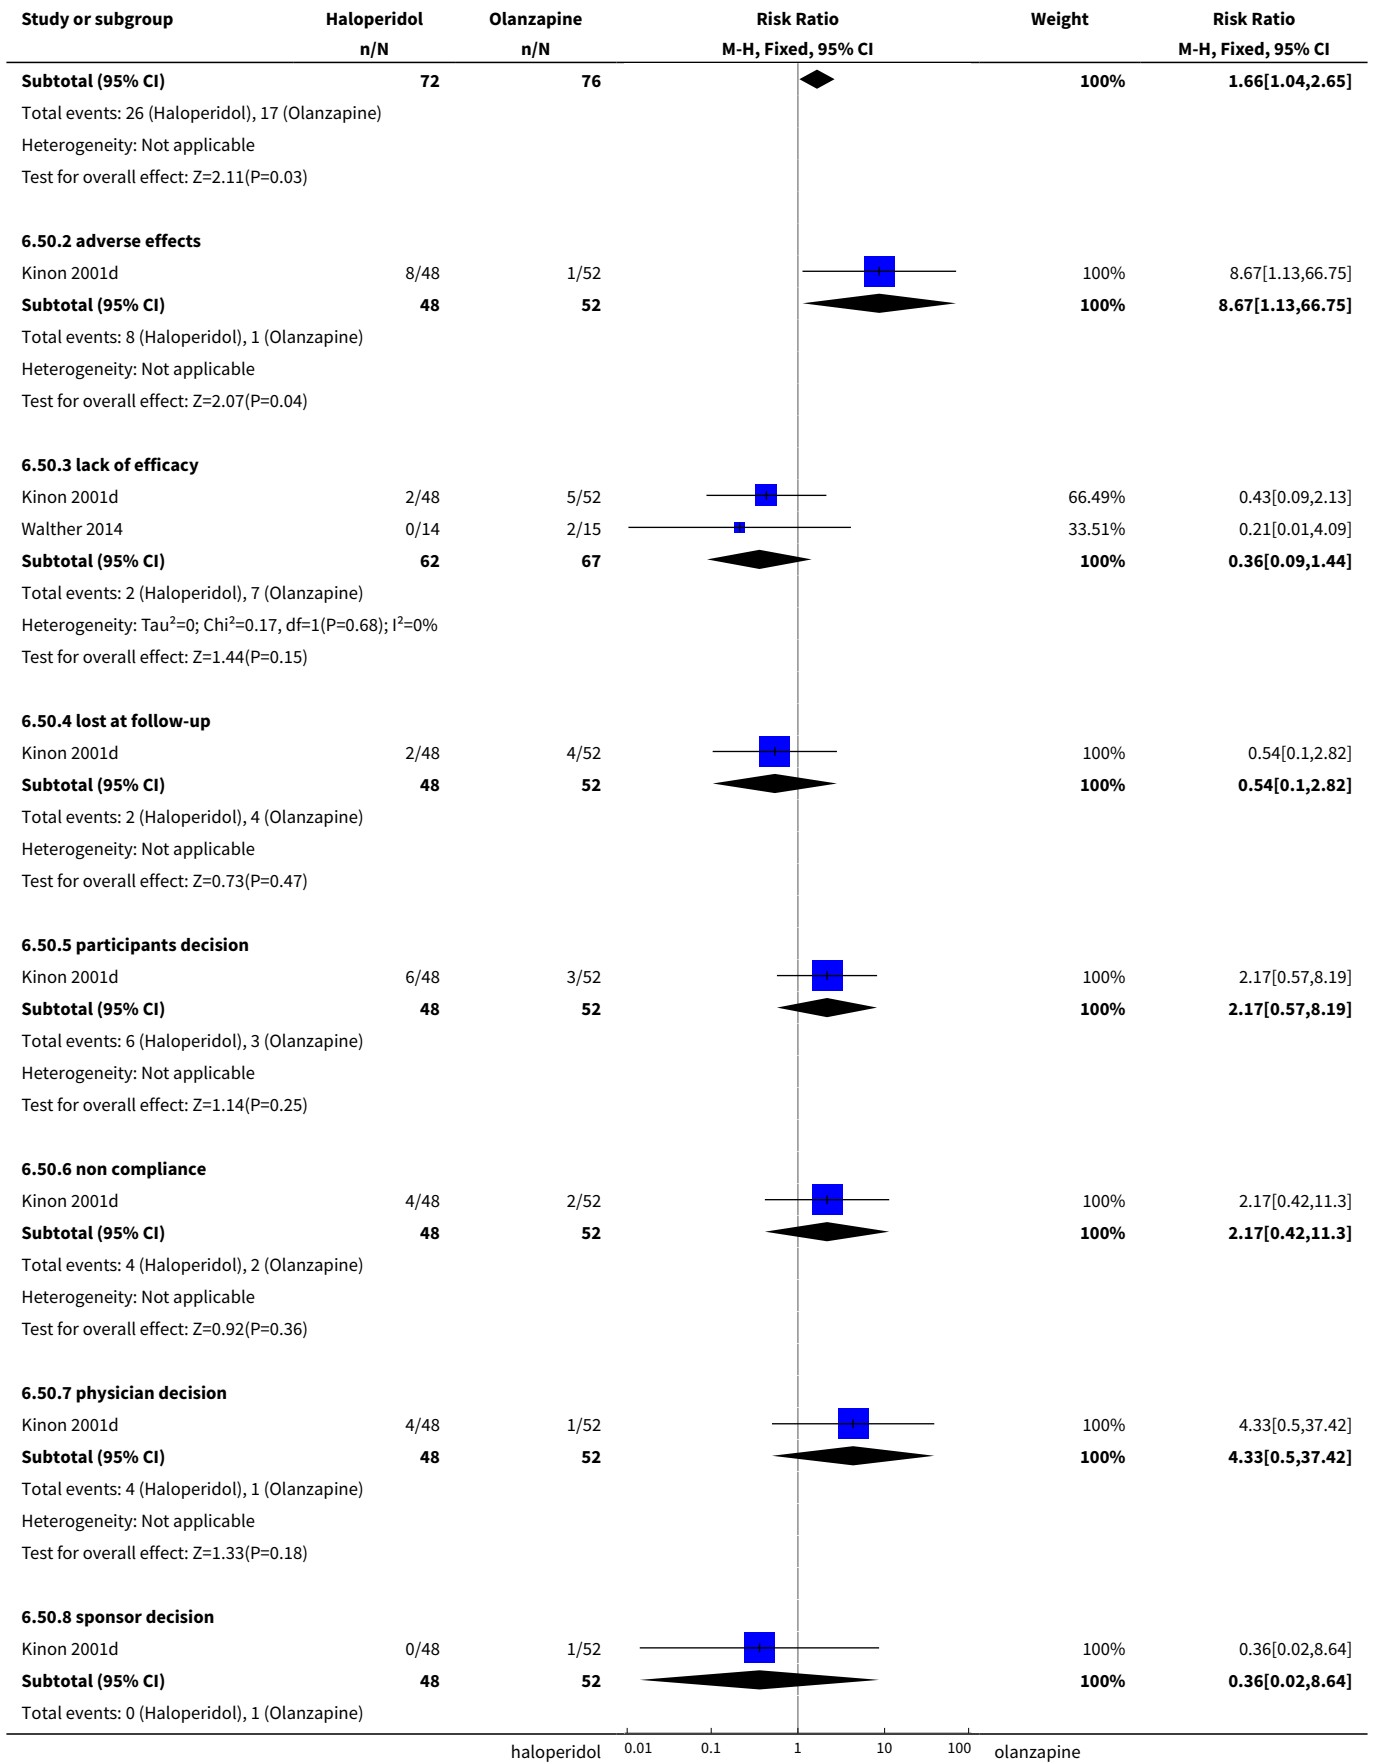 Study or subgroup Haloperidol Olanzapine Risk Ratio Weight Risk Ratio
n/N n/N M-H, Fixed, 95% CI M-H, Fixed, 95% CI
Subtotal (95% CI) 72 76 100% 1.66[1.04,2.65]
Total events: 26 (Haloperidol), 17 (Olanzapine)
Heterogeneity: Not applicable
Test for overall effect: Z=2.11(P=0.03)
6.50.2 adverse effects
Kinon 2001d 8/48 1/52 100% 8.67[1.13,66.75]
Subtotal (95% CI) 48 52 100% 8.67[1.13,66.75]
Total events: 8 (Haloperidol), 1 (Olanzapine)
Heterogeneity: Not applicable
Test for overall effect: Z=2.07(P=0.04)
6.50.3 lack of efficacy
Kinon 2001d 2/48 5/52 66.49% 0.43[0.09,2.13]
Walther 2014 0/14 2/15 33.51% 0.21[0.01,4.09]
Subtotal (95% CI) 62 67 100% 0.36[0.09,1.44]
Total events: 2 (Haloperidol), 7 (Olanzapine)
Heterogeneity: Tau²=0; Chi²=0.17, df=1(P=0.68); I²=0%
Test for overall effect: Z=1.44(P=0.15)
6.50.4 lost at follow-up
Kinon 2001d 2/48 4/52 100% 0.54[0.1,2.82]
Subtotal (95% CI) 48 52 100% 0.54[0.1,2.82]
Total events: 2 (Haloperidol), 4 (Olanzapine)
Heterogeneity: Not applicable
Test for overall effect: Z=0.73(P=0.47)
6.50.5 participants decision
Kinon 2001d 6/48 3/52 100% 2.17[0.57,8.19]
Subtotal (95% CI) 48 52 100% 2.17[0.57,8.19]
Total events: 6 (Haloperidol), 3 (Olanzapine)
Heterogeneity: Not applicable
Test for overall effect: Z=1.14(P=0.25)
6.50.6 non compliance
Kinon 2001d 4/48 2/52 100% 2.17[0.42,11.3]
Subtotal (95% CI) 48 52 100% 2.17[0.42,11.3]
Total events: 4 (Haloperidol), 2 (Olanzapine)
Heterogeneity: Not applicable
Test for overall effect: Z=0.92(P=0.36)
6.50.7 physician decision
Kinon 2001d 4/48 1/52 100% 4.33[0.5,37.42]
Subtotal (95% CI) 48 52 100% 4.33[0.5,37.42]
Total events: 4 (Haloperidol), 1 (Olanzapine)
Heterogeneity: Not applicable
Test for overall effect: Z=1.33(P=0.18)
6.50.8 sponsor decision
Kinon 2001d 0/48 1/52 100% 0.36[0.02,8.64]
Subtotal (95% CI) 48 52 100% 0.36[0.02,8.64]
Total events: 0 (Haloperidol), 1 (Olanzapine)
haloperidol 0.01 0.1 1 10 100 olanzapine